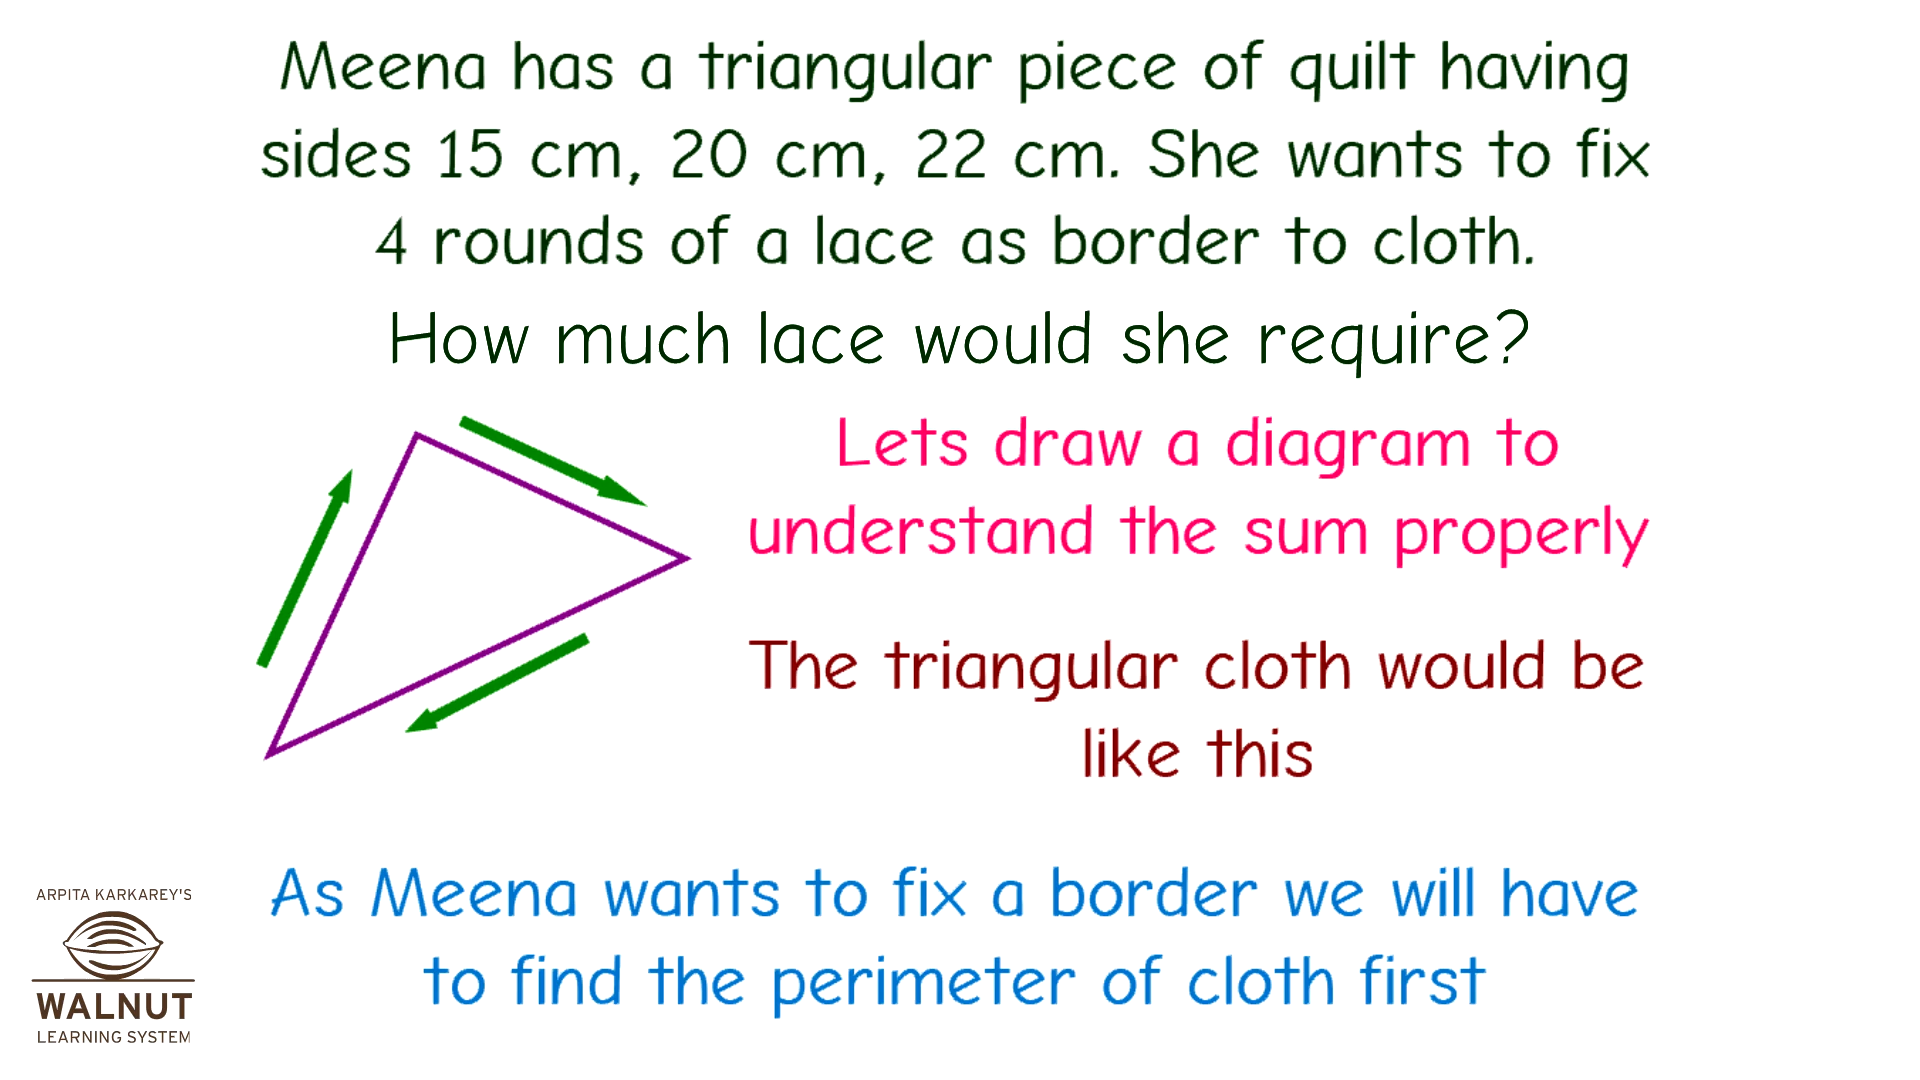 Meena has a triangular piece of quilt having
sides 15 cm, 20 cm, 22 cm. She wants to fix
4 rounds of a lace as border to cloth.
How much lace would she require?
Lets draw a diagram to
understand the sum properly
The triangular cloth would be
like this
As Meena wants to fix a border we will have
to find the perimeter of cloth first
ARPITA KARKAREY'S
WALNUT
LEARNING SYSTEM